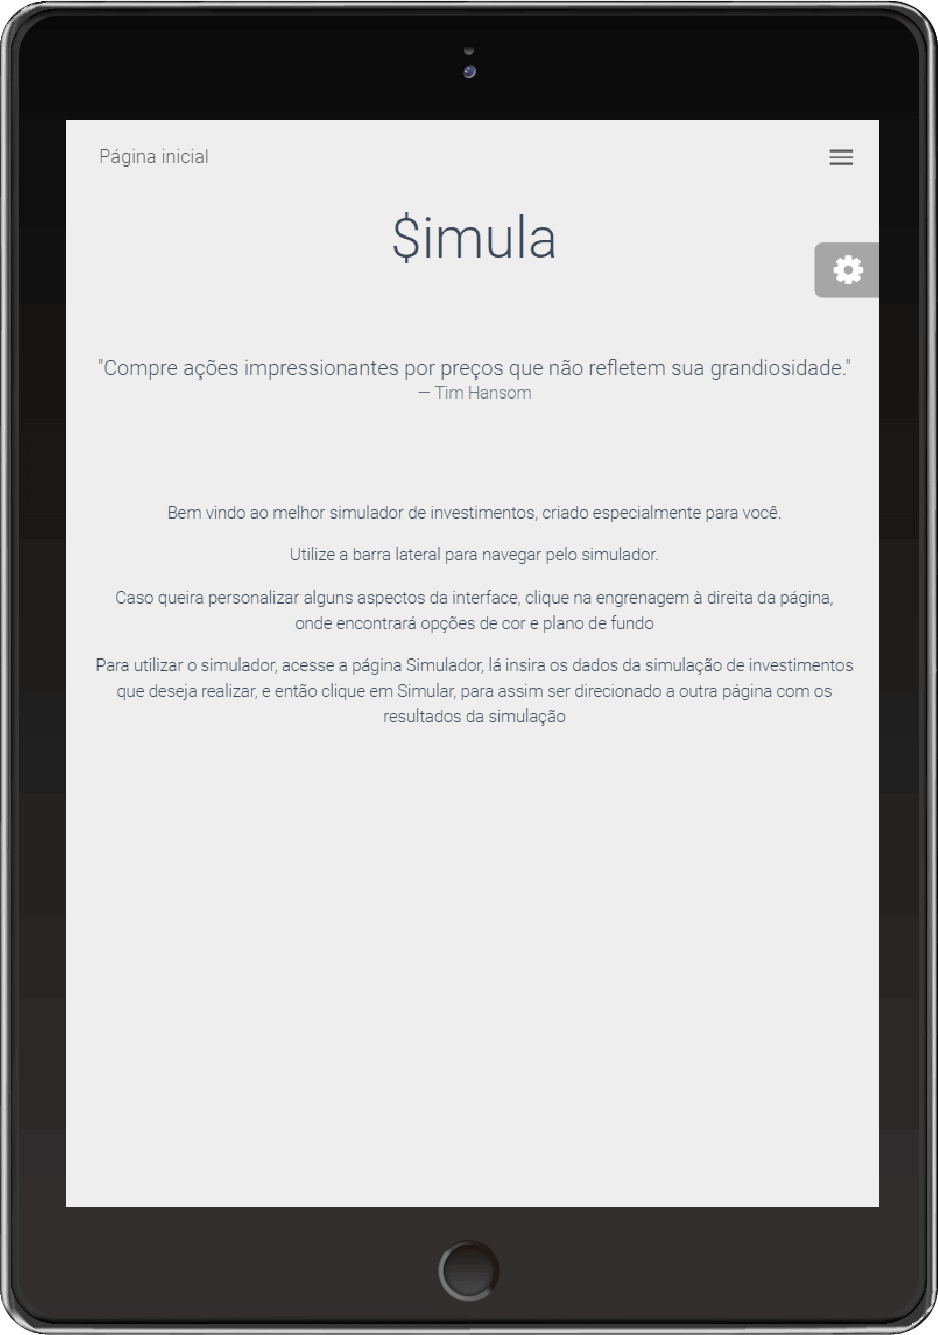 Página inicial
$imula
"Compre ações impressionantes por preços que não refletem sua grandiosidade."
— Tim Hansom
Bem vindo ao melhor simulador de investimentos, criado especialmente para você.
Utilize a barra lateral para navegar pelo simulador.
Caso queira personalizar alguns aspectos da interface, clique na engrenagem à direita da página,
onde encontrará opções de cor e plano de fundo
Para utilizar o simulador, acesse a página Simulador, lá insira os dados da simulação de investimentos
que deseja realizar, e então clique em Simular, para assim ser direcionado a outra página com os
resultados da simulação